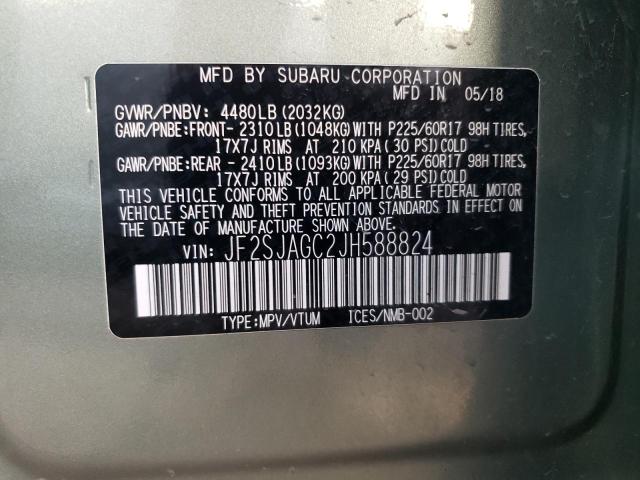 MFD BY SUBARU CORPORATION
MFD IN 05/18
GVWR/PNBV: 4480LB (2032KG)
GAWR/PNBE:FRONT- 2310LB (1048KG) WITH P225/60R17 98H TIRES,
17X7J RIMS AT 210 KPA (30 PSI) COLD
GAWR/PNBE:REAR - 2410LB (1093KG) WITH P225/60R17 98H TIRES,
17X7J RIMS AT 200 KPA (29 PSI) COLD
THIS VEHICLE CONFORMS TO ALL APPLICABLE FEDERAL MOTOR
VEHICLE SAFETY AND THEFT PREVENTION STANDARDS IN EFFECT ON
THE DATE OF MANUFACTURE SHOWN ABOVE.
VIN: JF2SJAGC2JH588824
TYPE:MPV/VTUM ICES/NMB-002